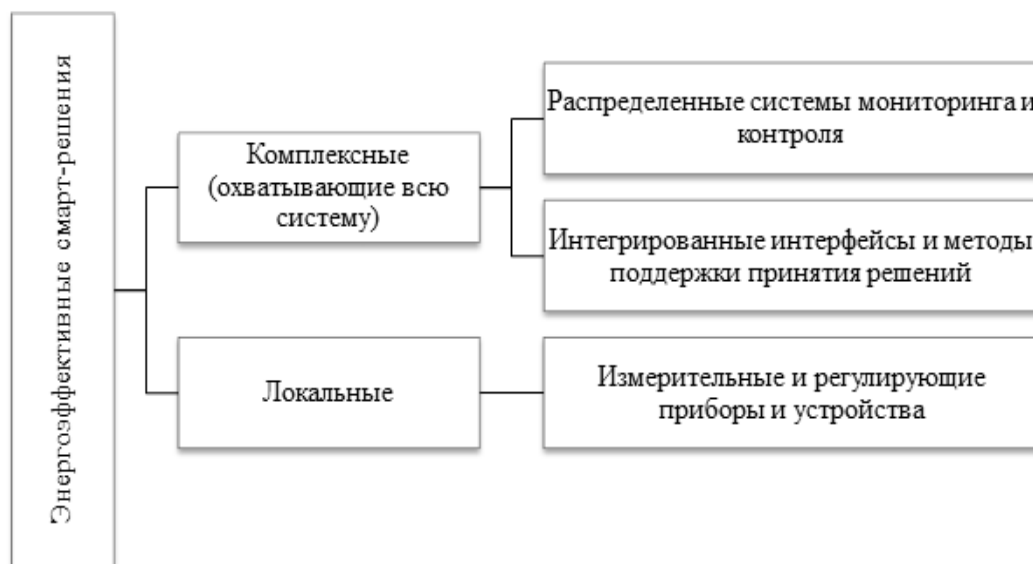 Энергоэффективные смарт-решения
Комплексные
(охватывающие всю
систему)
Распределенные системы мониторинга и
контроля
Интегрированные интерфейсы и методы
поддержки принятия решений
Локальные
Измерительные и регулирующие
приборы и устройства